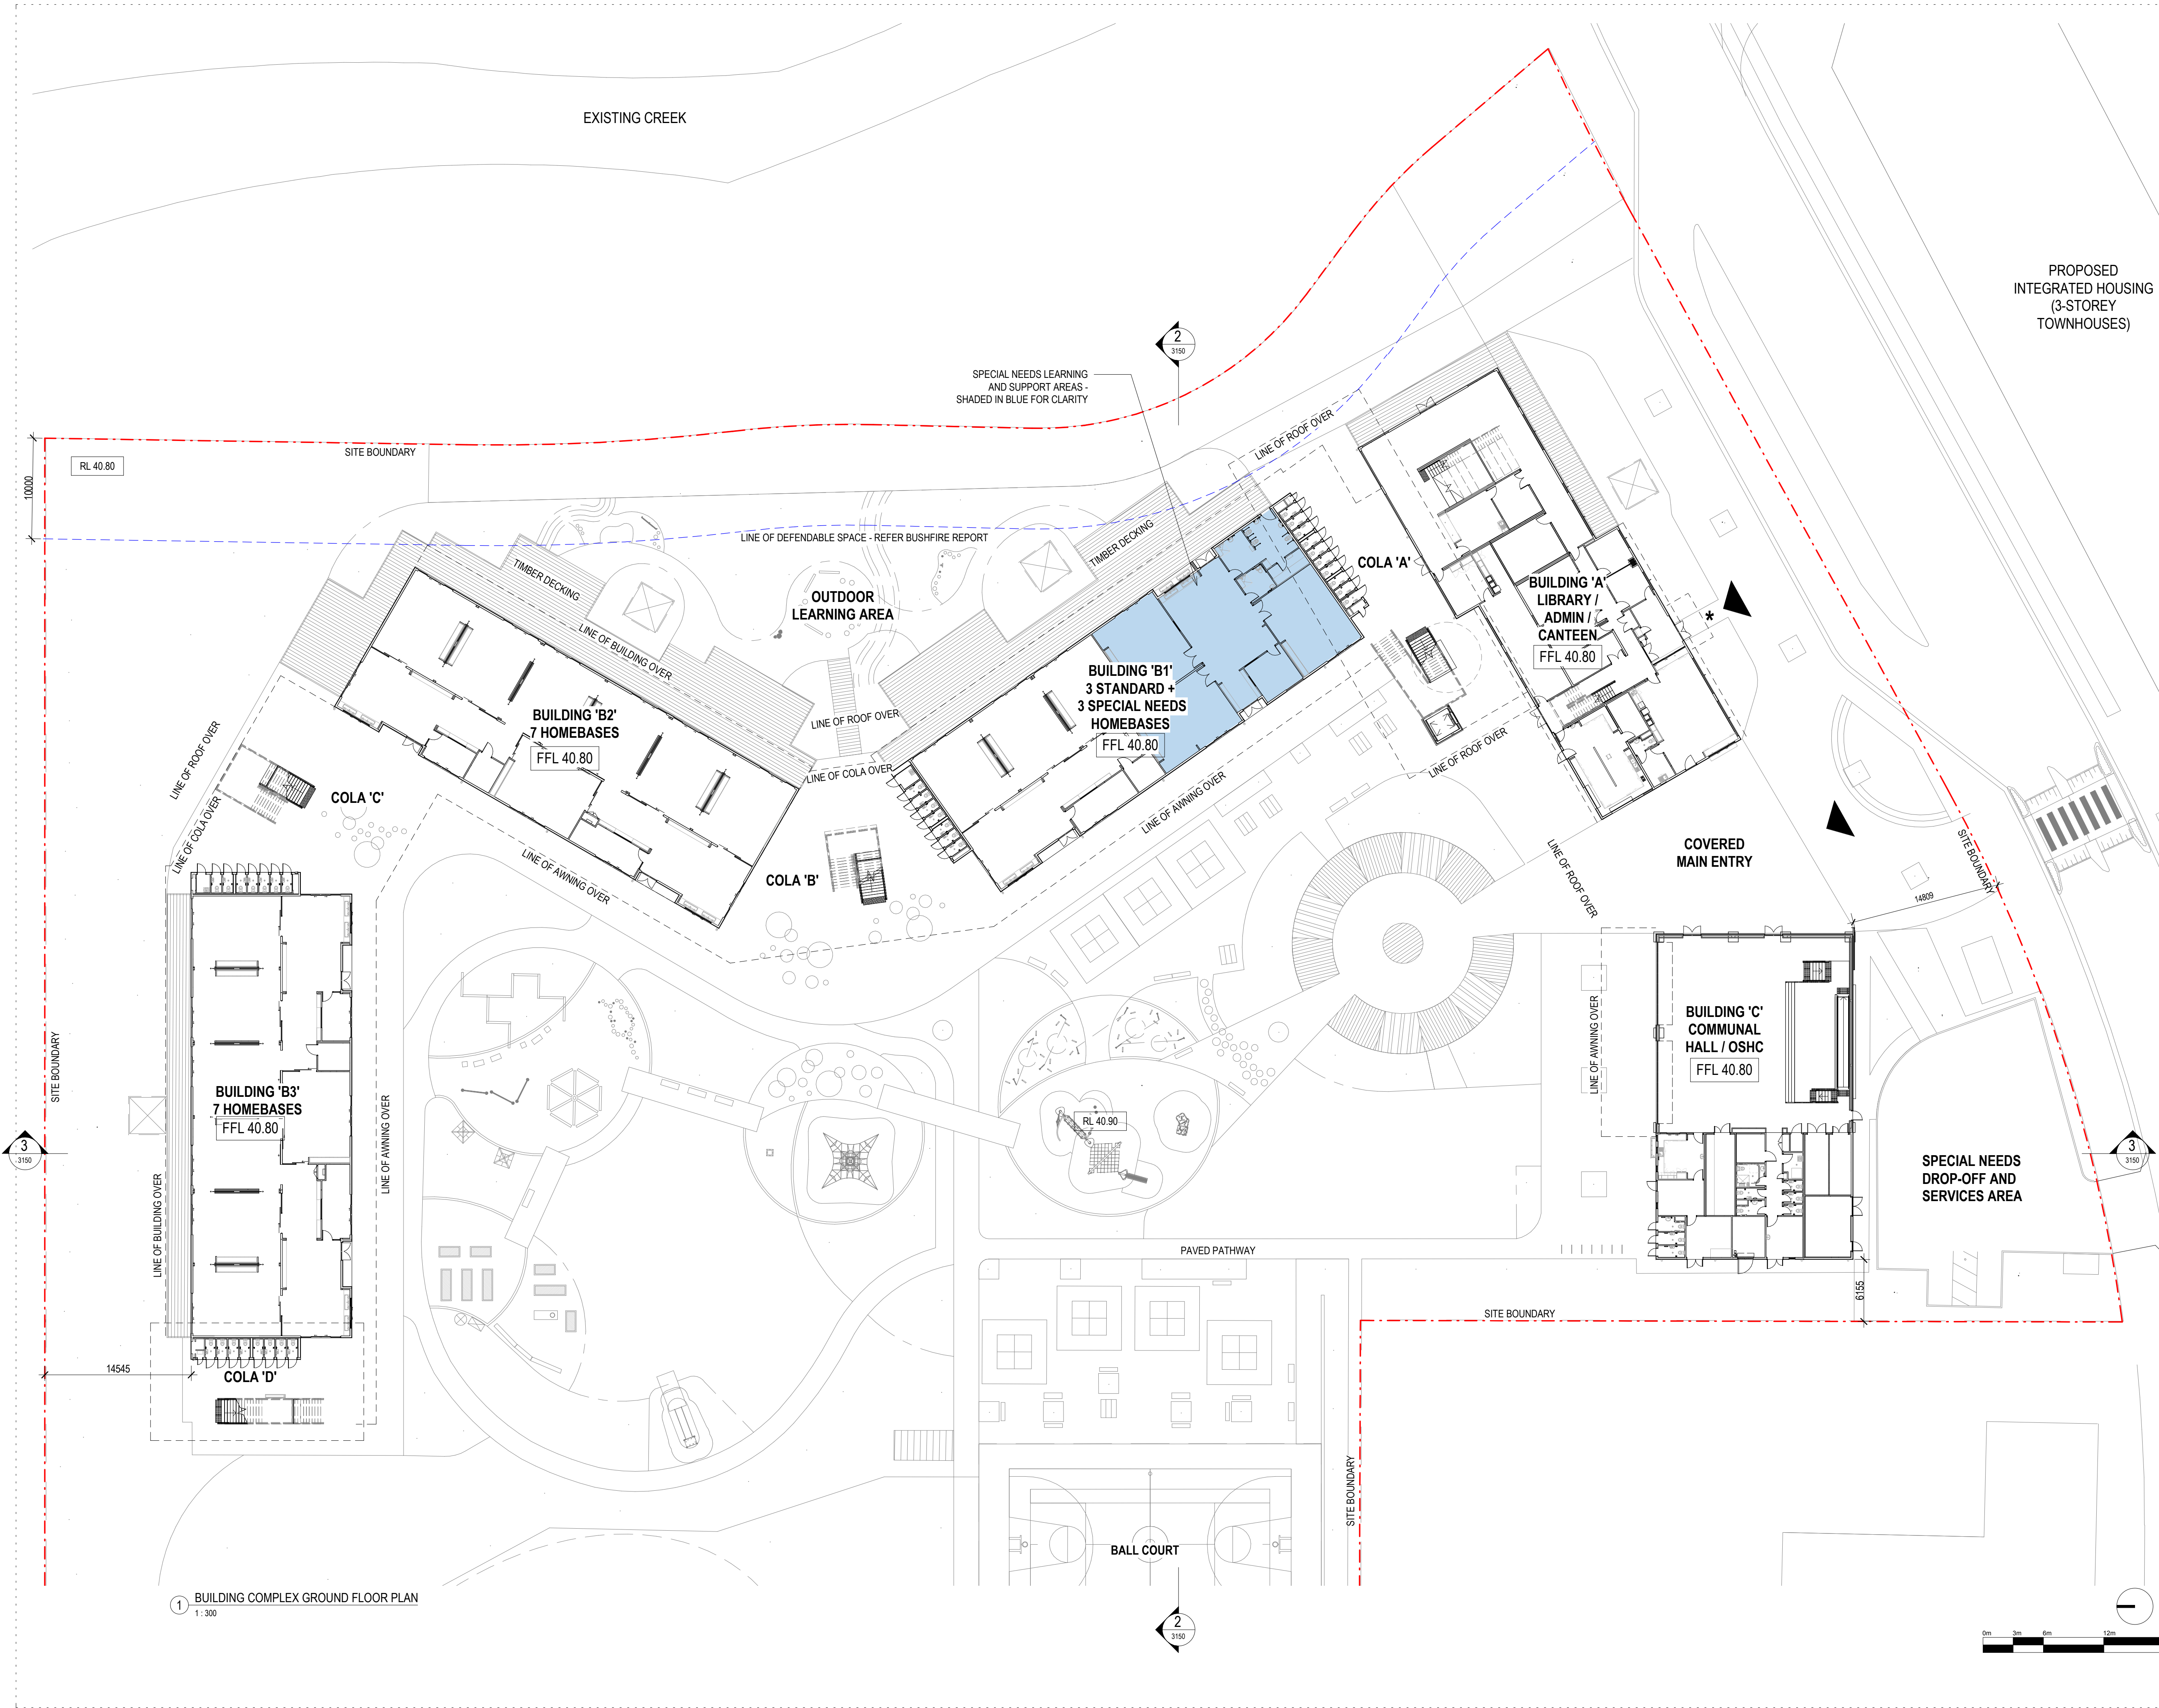 EXISTING CREEK
PROPOSED
INTEGRATED HOUSING
(3-STOREY
TOWNHOUSES)
2
3150
SPECIAL NEEDS LEARNING
AND SUPPORT AREAS -
SHADED IN BLUE FOR CLARITY
LINE OF ROOF OVER
SITE BOUNDARY
RL 40.80
10000
LINE OF DEFENDABLE SPACE - REFER BUSHFIRE REPORT
TIMBER DECKING
TIMBER DECKING
COLA 'A'
OUTDOOR
LEARNING AREA
BUILDING 'A'
LIBRARY /
ADMIN /
CANTEEN
FFL 40.80
*
LINE OF BUILDING OVER
BUILDING 'B1'
3 STANDARD +
3 SPECIAL NEEDS
HOMEBASES
FFL 40.80
BUILDING 'B2'
7 HOMEBASES
FFL 40.80
LINE OF ROOF OVER
LINE OF COLA OVER
LINE OF ROOF OVER
LINE OF ROOF OVER
LINE OF AWNING OVER
COLA 'C'
LINE OF COLA OVER
LINE OF AWNING OVER
COLA 'B'
LINE OF ROOF OVER
COVERED
MAIN ENTRY
SITE BOUNDARY
14809
LINE OF AWNING OVER
BUILDING 'C'
COMMUNAL
HALL / OSHC
FFL 40.80
SITE BOUNDARY
BUILDING 'B3'
7 HOMEBASES
FFL 40.80
LINE OF AWNING OVER
RL 40.90
3
3150
3
3150
SPECIAL NEEDS
DROP-OFF AND
SERVICES AREA
LINE OF BUILDING OVER
PAVED PATHWAY
6155
SITE BOUNDARY
14545
COLA 'D'
SITE BOUNDARY
BALL COURT
1
BUILDING COMPLEX GROUND FLOOR PLAN
1 : 300
2
3150
0m
3m
6m
12m